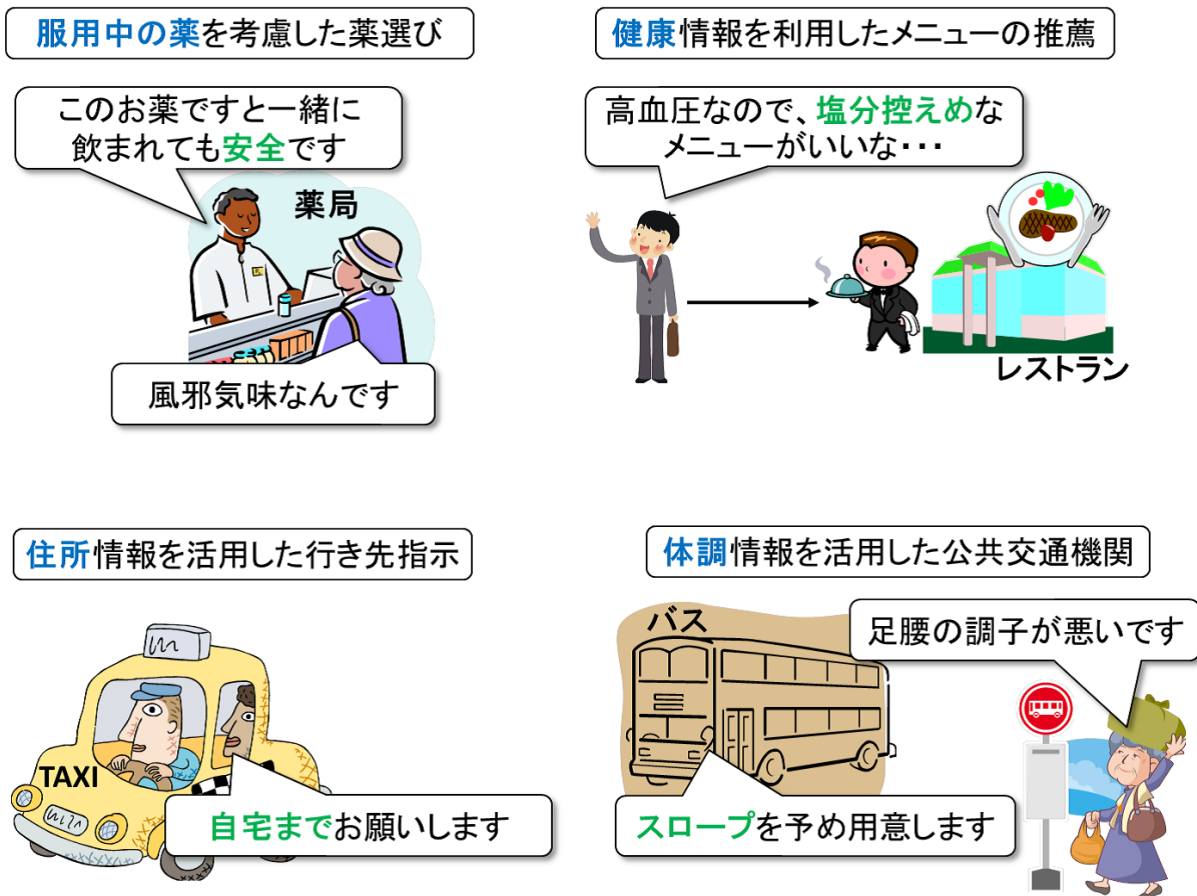 服用中の薬を考慮した薬選び
このお薬ですと一緒に
飲まれても安全です
薬局
風邪気味なんです
健康情報を利用したメニューの推薦
高血圧なので、塩分控えめな
メニューがいいな・・・
レストラン
住所情報を活用した行き先指示
TAXI
自宅までお願いします
体調情報を活用した公共交通機関
バス
足腰の調子が悪いです
スロープを予め用意します